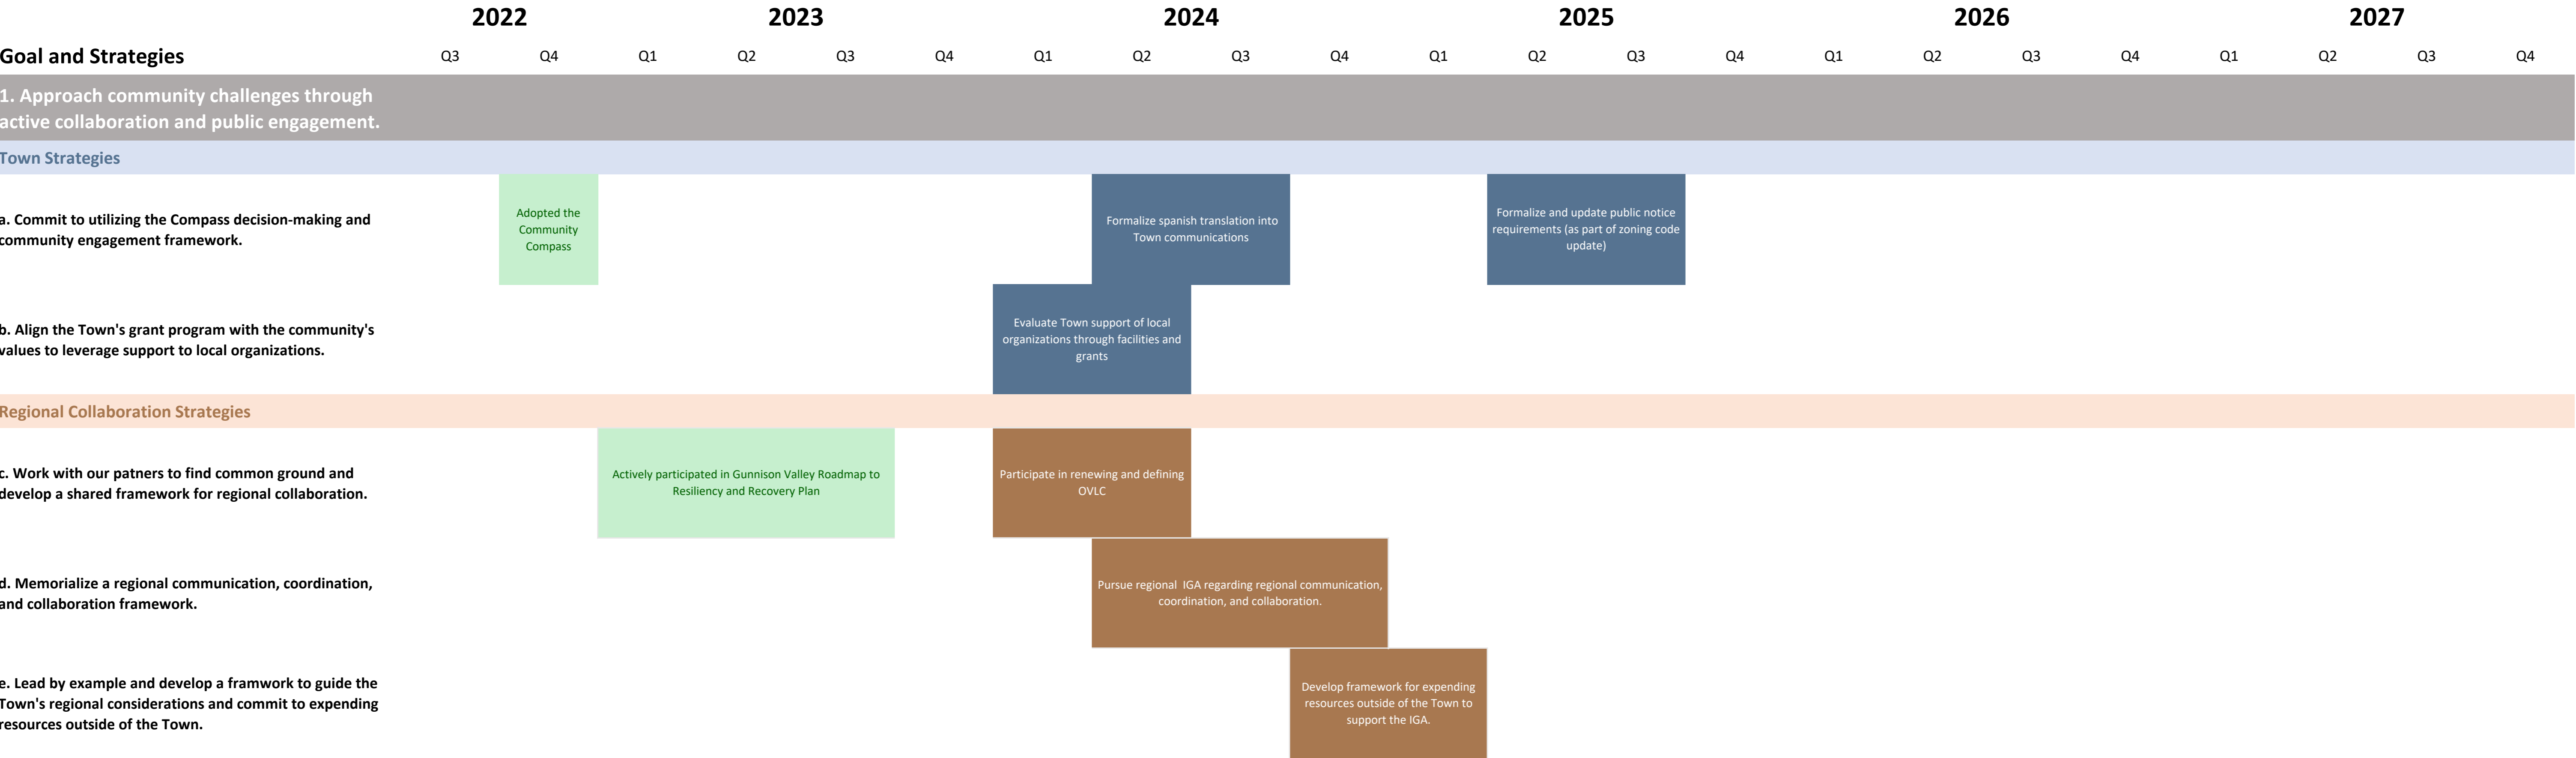 2022 2023 2024 2025 2026 2027
Goal and Strategies Q3 Q4 Q1 Q2 Q3 Q4 Q1 Q2 Q3 Q4 Q1 Q2 Q3 Q4 Q1 Q2 Q3 Q4 Q1 Q2 Q3 Q4
1. Approach community challenges through
active collaboration and public engagement.
Town Strategies
a. Commit to utilizing the Compass decision-making and
community engagement framework.
Adopted the
Community
Compass
Formalize spanish translation into
Town communications
Formalize and update public notice
requirements (as part of zoning code
update)
b. Align the Town's grant program with the community's
values to leverage support to local organizations.
Evaluate Town support of local
organizations through facilities and
grants
Regional Collaboration Strategies
c. Work with our patners to find common ground and
develop a shared framework for regional collaboration.
Actively participated in Gunnison Valley Roadmap to
Resiliency and Recovery Plan
Participate in renewing and defining
OVLC
d. Memorialize a regional communication, coordination,
and collaboration framework.
Pursue regional  IGA regarding regional communication,
coordination, and collaboration.
e. Lead by example and develop a framwork to guide the
Town's regional considerations and commit to expending
resources outside of the Town.
Develop framework for expending
resources outside of the Town to
support the IGA.